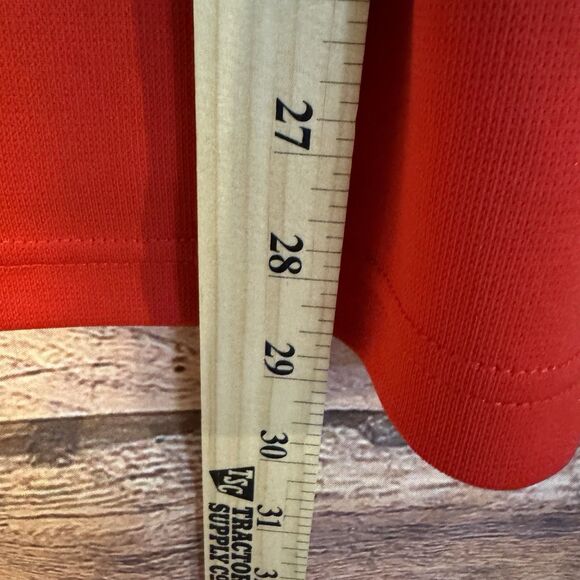 27
28
29
30
31
TSC TRACTOR
SUPPLY CO